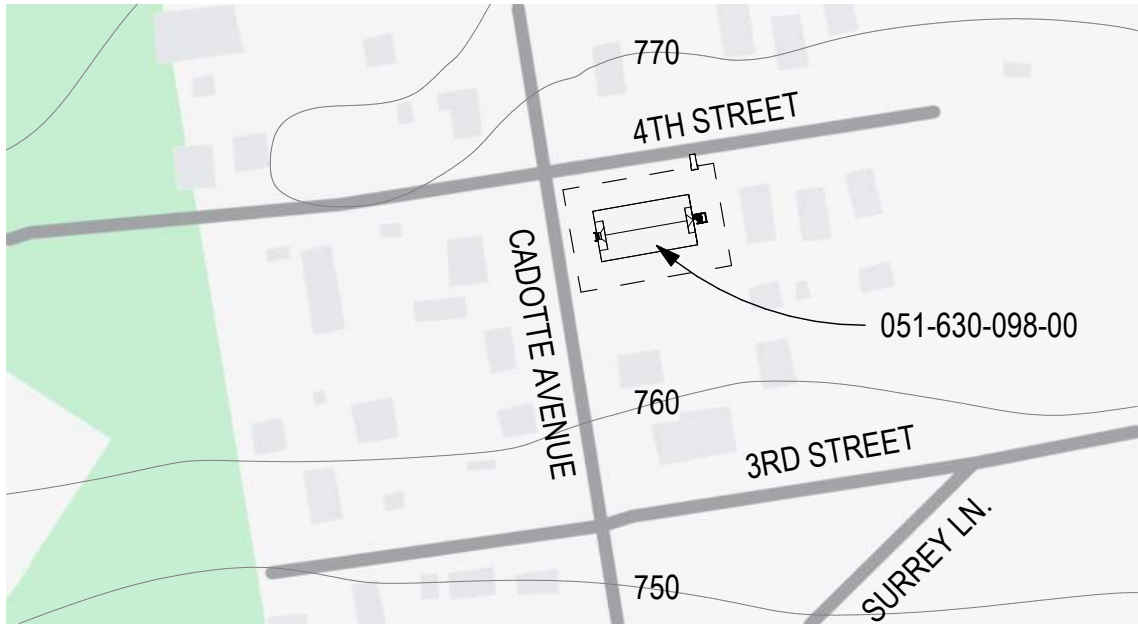 770
4TH STREET
CADOTTE AVENUE
051-630-098-00
760
3RD STREET
750
SURREY LN.